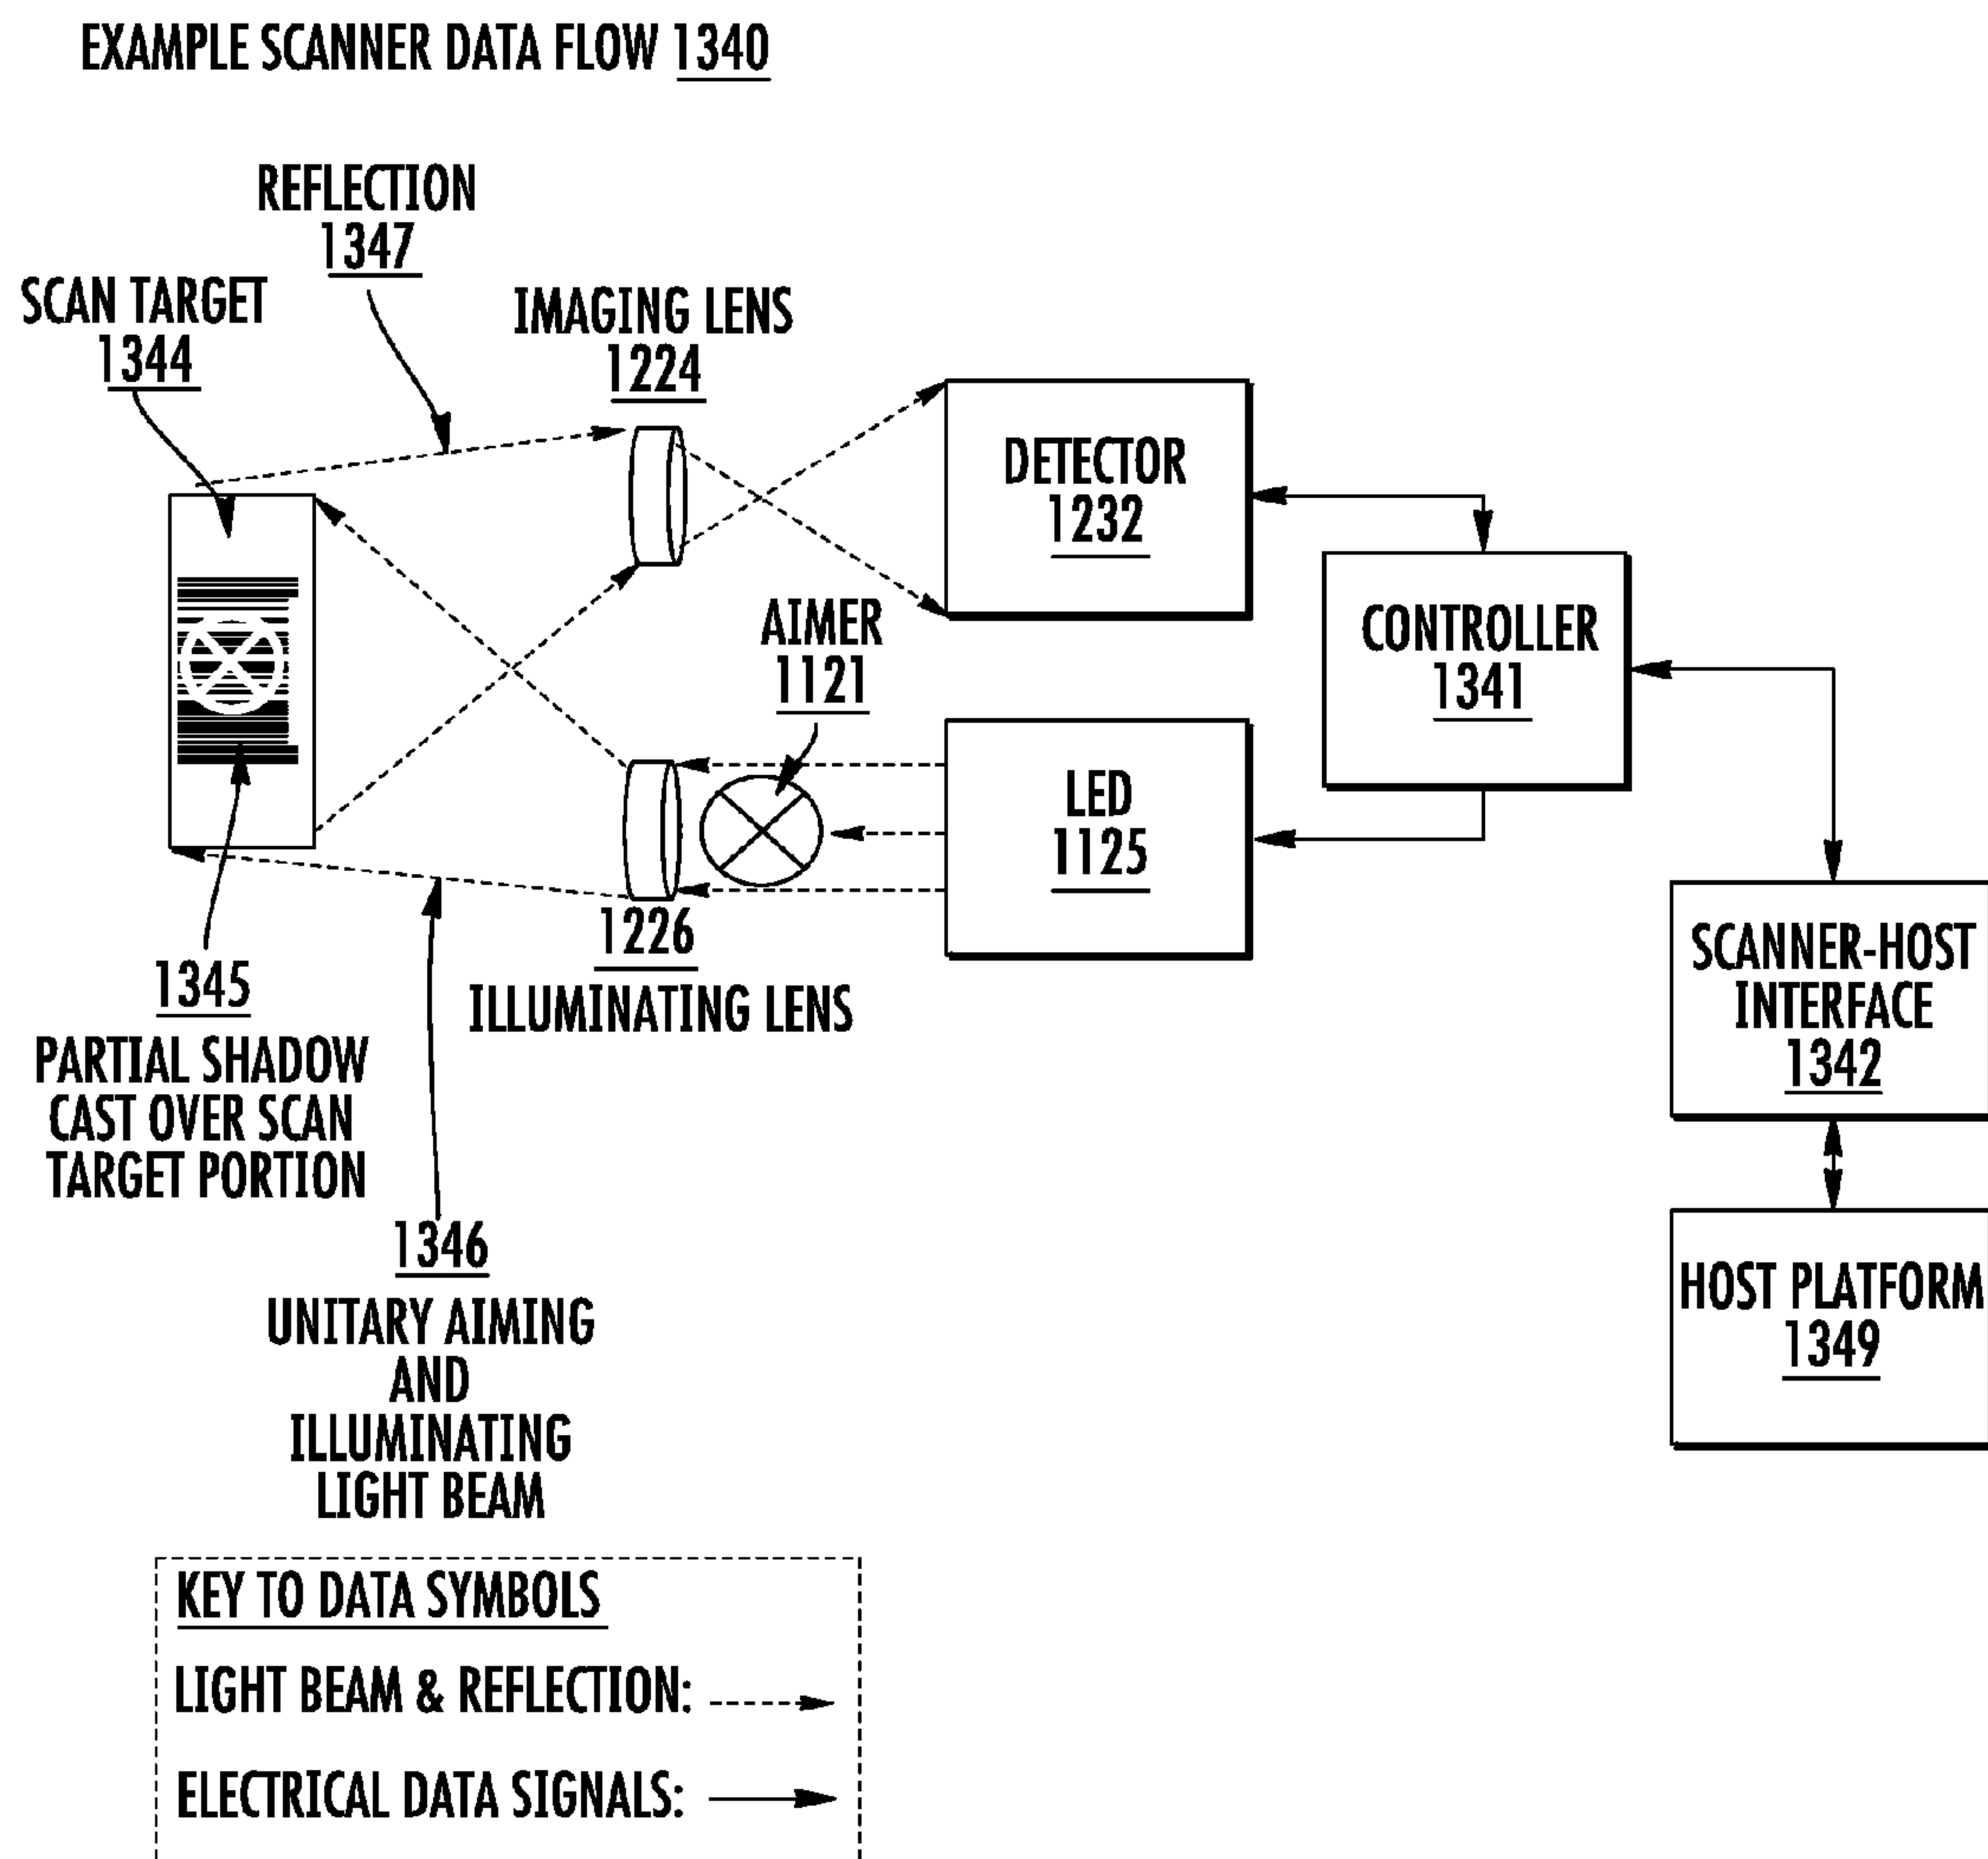 EXAMPLE SCANNER DATA FLOW 1340
REFLECTION
1347
SCAN TARGET
1344
IMAGING LENS
1224
DETECTOR
1232
AIMER
1121
CONTROLLER
1341
LED
1125
1226
ILLUMINATING LENS
SCANNER-HOST
INTERFACE
1342
1345
PARTIAL SHADOW
CAST OVER SCAN
TARGET PORTION
1346
UNITARY AIMING
AND
ILLUMINATING
LIGHT BEAM
HOST PLATFORM
1349
KEY TO DATA SYMBOLS
LIGHT BEAM & REFLECTION:
ELECTRICAL DATA SIGNALS: